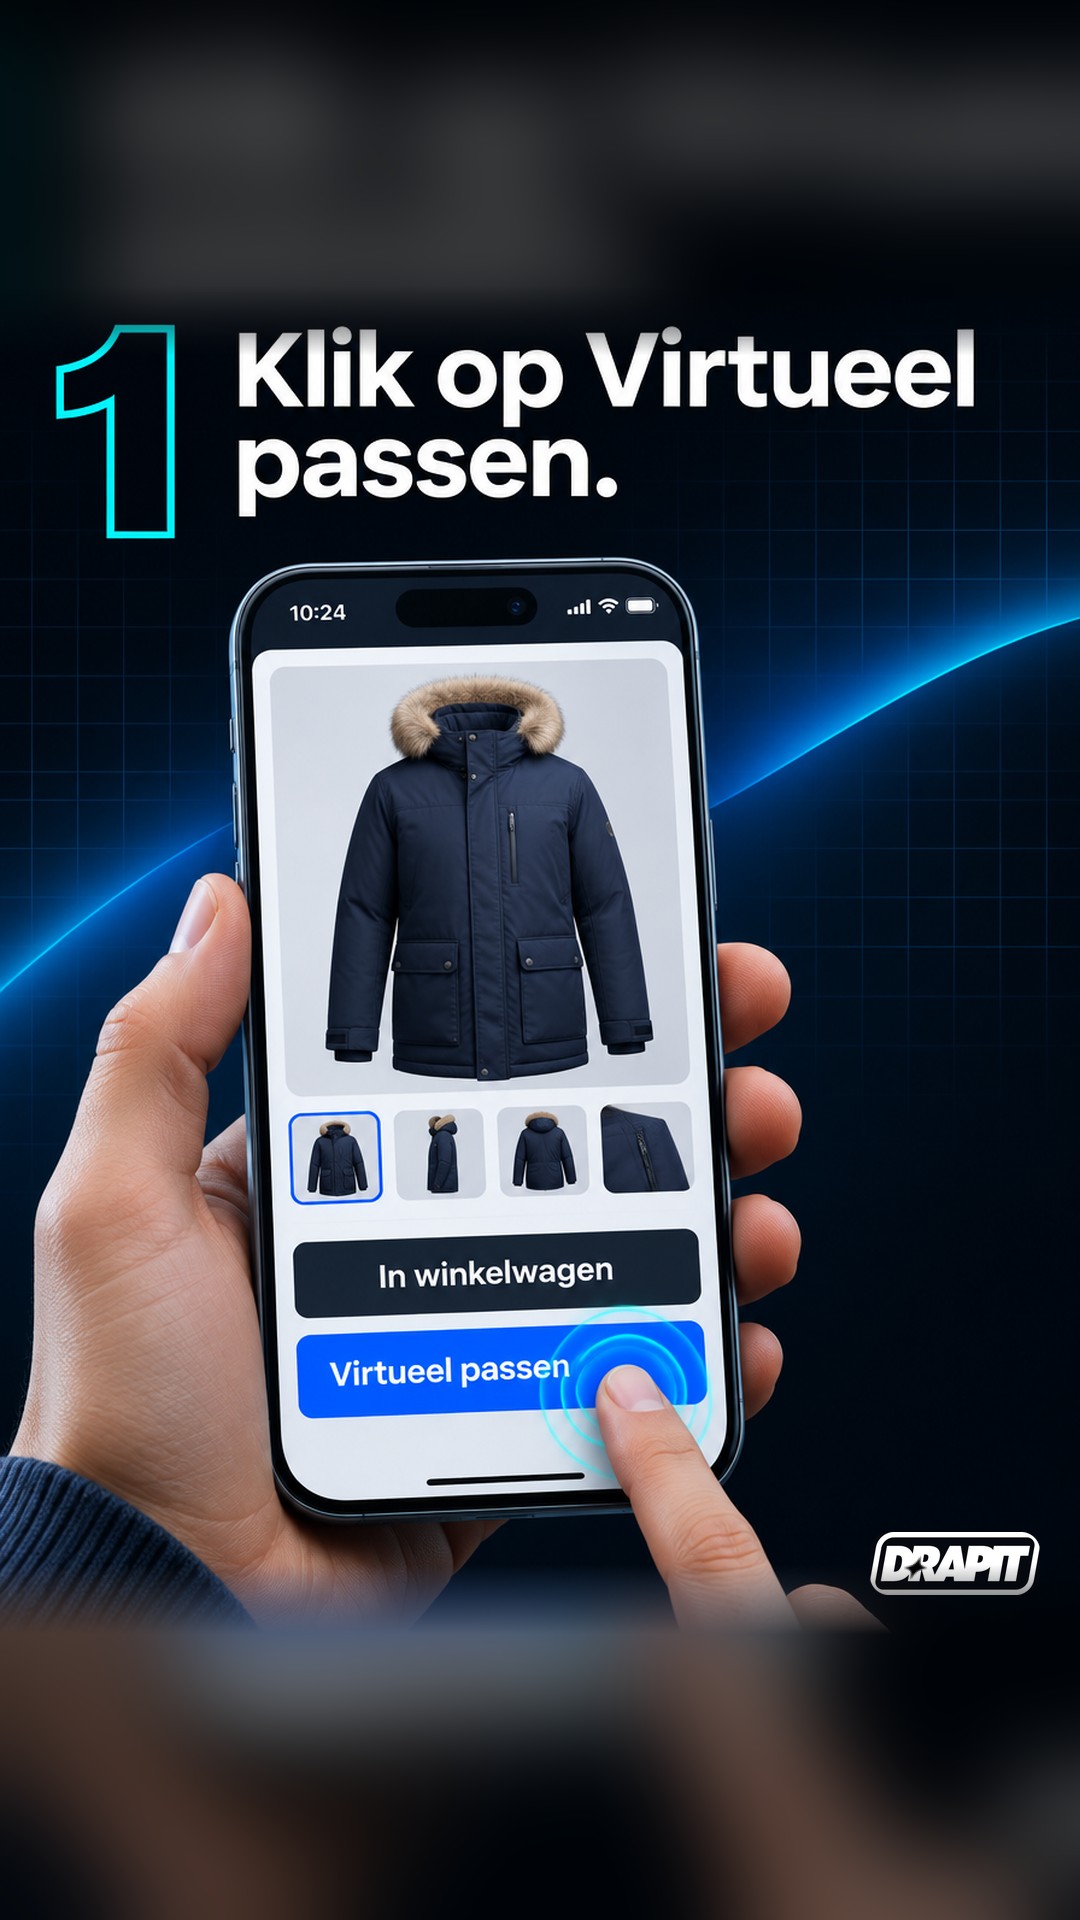 1
Klik op Virtueel
passen.
10:24
In winkelwagen
Virtueel passen
DRAPIT